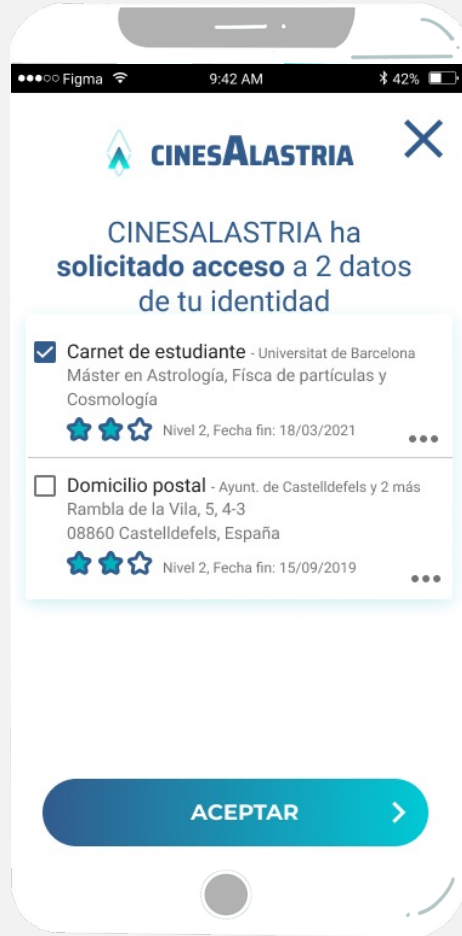 Figma 9:42 AM 42%
CINESALASTRIA
CINESALASTRIA ha
solicitado acceso a 2 datos
de tu identidad
Carnet de estudiante - Universitat de Barcelona
Máster en Astrología, Físca de partículas y
Cosmología
Nivel 2, Fecha fin: 18/03/2021
Domicilio postal - Ayunt. de Castelldefels y 2 más
Rambla de la Vila, 5, 4-3
08860 Castelldefels, España
Nivel 2, Fecha fin: 15/09/2019
ACEPTAR